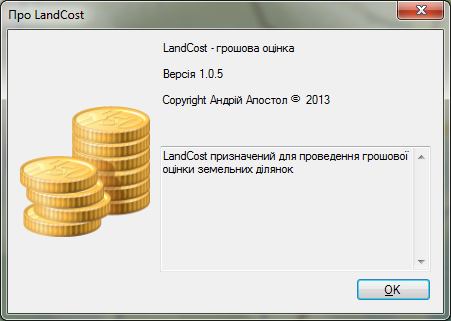 Про LandCost
LandCost - грошова оцінка
Версія 1.0.5
Copyright Андрій Апостол © 2013
LandCost призначений для проведення грошової
оцінки земельних ділянок
OK